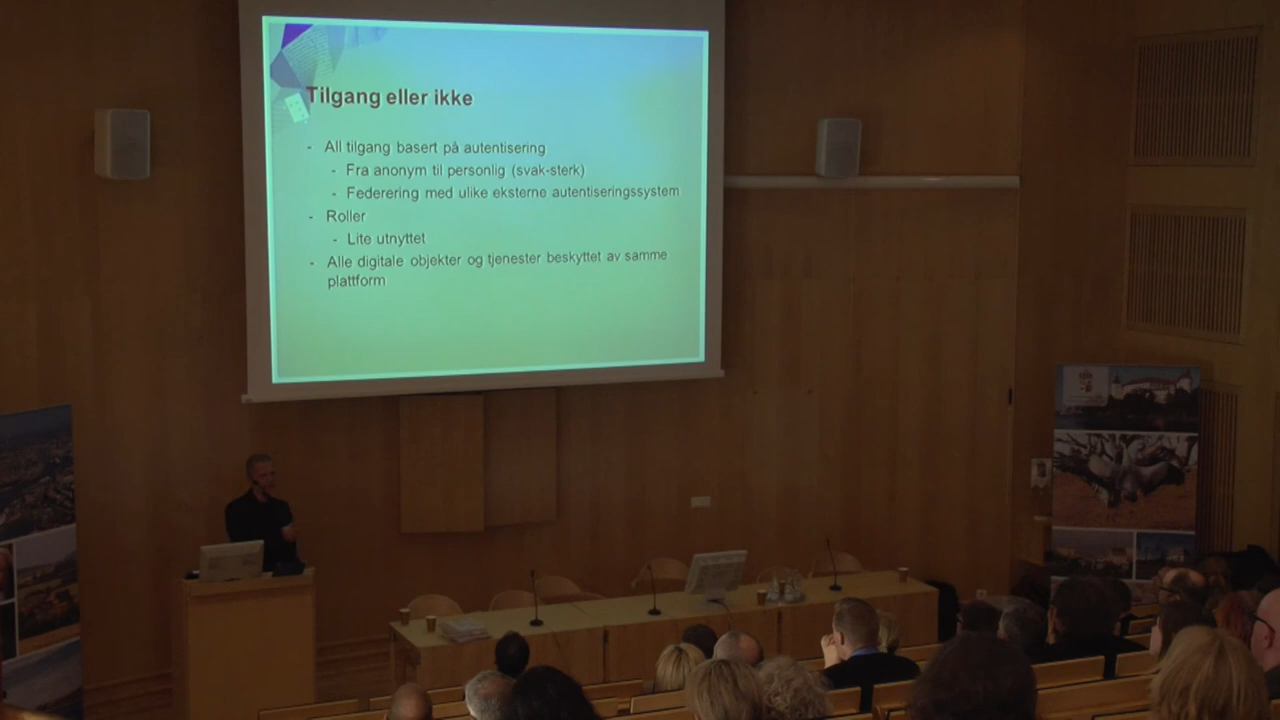 Tilgang eller ikke
- All tilgang basert på autentisering
- Fra anonym til personlig (svak-sterk)
- Federering med ulike eksterne autentiseringssystem
- Roller
- Lite utnyttet
- Alle digitale objekter og tjenester beskyttet av samme
plattform